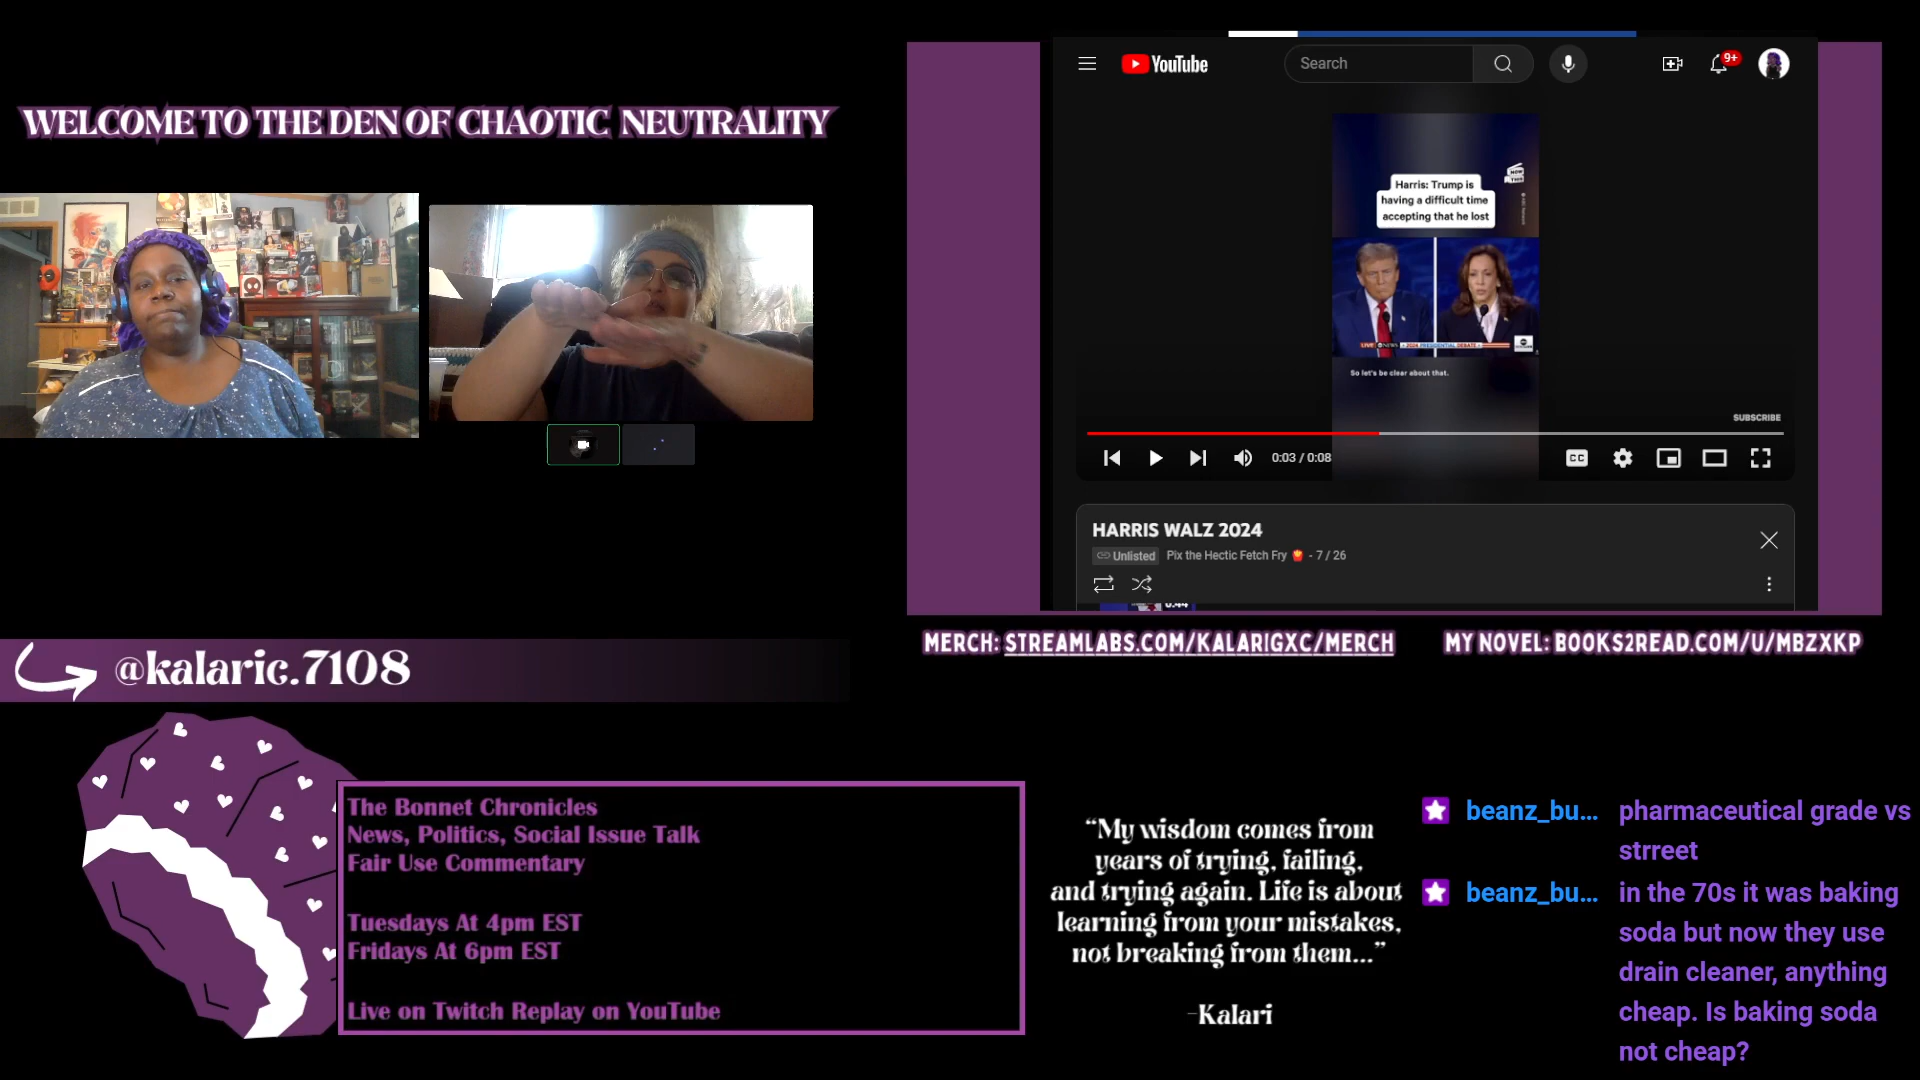 WELCOME TO THE DEN OF CHAOTIC NEUTRALITY
YouTube
Search
9+
Harris: Trump is
having a difficult time
accepting that he lost
So let's be clear about that.
SUBSCRIBE
0:03 / 0:08
CC
HARRIS WALZ 2024
Unlisted
Pix the Hectic Fetch Fry 🍟 - 7 / 26
MERCH: STREAMLABS.COM/KALARIGXC/MERCH
MY NOVEL: BOOKS2READ.COM/U/MBZXKP
@kalaric.7108
The Bonnet Chronicles
News, Politics, Social Issue Talk
Fair Use Commentary
Tuesdays At 4pm EST
Fridays At 6pm EST
Live on Twitch Replay on YouTube
“My wisdom comes from
years of trying, failing,
and trying again. Life is about
learning from your mistakes,
not breaking from them...”
-Kalari
beanz_bu... pharmaceutical grade vs
strreet
beanz_bu... in the 70s it was baking
soda but now they use
drain cleaner, anything
cheap. Is baking soda
not cheap?